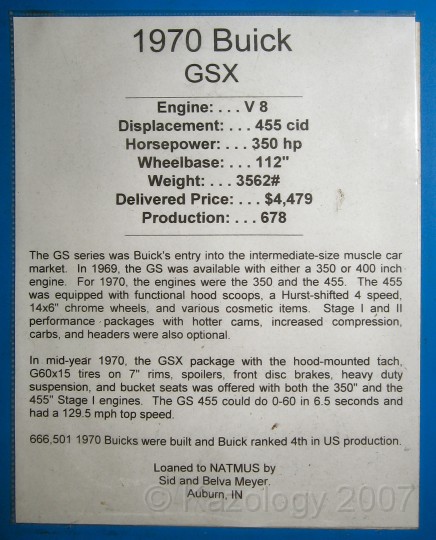 1970 Buick
GSX
Engine: . . . V 8
Displacement: . . . 455 cid
Horsepower: . . . 350 hp
Wheelbase: . . . 112"
Weight: . . . 3562#
Delivered Price: . . . $4,479
Production: . . . 678
The GS series was Buick's entry into the intermediate-size muscle car
market. In 1969, the GS was available with either a 350 or 400 inch
engine. For 1970, the engines were the 350 and the 455. The 455
was equipped with functional hood scoops, a Hurst-shifted 4 speed,
14x6" chrome wheels, and various cosmetic items. Stage I and II
performance packages with hotter cams, increased compression,
carbs, and headers were also optional.
In mid-year 1970, the GSX package with the hood-mounted tach,
G60x15 tires on 7" rims, spoilers, front disc brakes, heavy duty
suspension, and bucket seats was offered with both the 350" and the
455" Stage I engines. The GS 455 could do 0-60 in 6.5 seconds and
had a 129.5 mph top speed.
666,501 1970 Buicks were built and Buick ranked 4th in US production.
Loaned to NATMUS by
Sid and Belva Meyer
Auburn, IN
© Kazology 2007